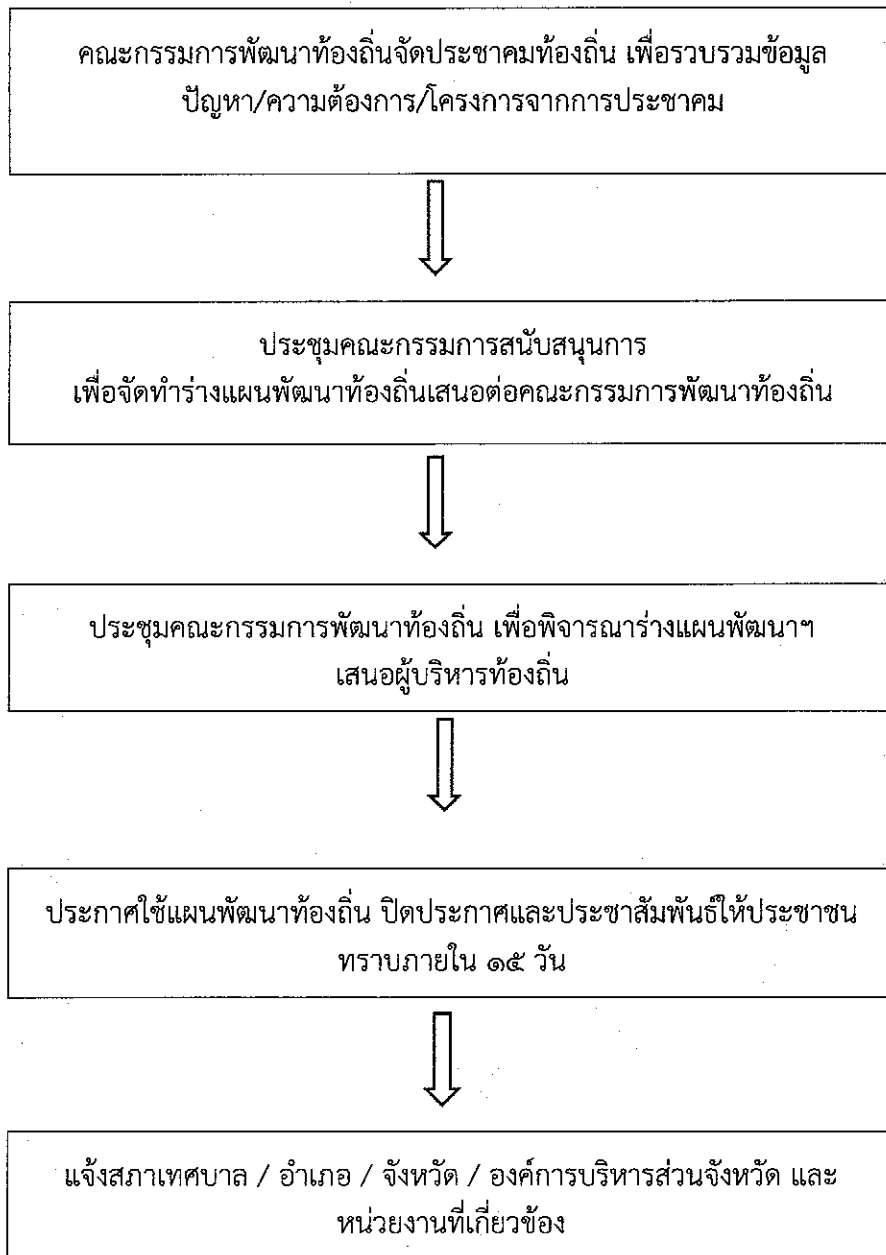 คณะกรรมการพัฒนาท้องถิ่นจัดประชาคมท้องถิ่น เพื่อรวบรวมข้อมูล
ปัญหา/ความต้องการ/โครงการจากการประชาคม
ประชุมคณะกรรมการสนับสนุนการ
เพื่อจัดทำร่างแผนพัฒนาท้องถิ่นเสนอต่อคณะกรรมการพัฒนาท้องถิ่น
ประชุมคณะกรรมการพัฒนาท้องถิ่น เพื่อพิจารณาร่างแผนพัฒนาฯ
เสนอผู้บริหารท้องถิ่น
ประกาศใช้แผนพัฒนาท้องถิ่น ปิดประกาศและประชาสัมพันธ์ให้ประชาชน
ทราบภายใน ๑๕ วัน
แจ้งสภาเทศบาล / อำเภอ / จังหวัด / องค์การบริหารส่วนจังหวัด และ
หน่วยงานที่เกี่ยวข้อง